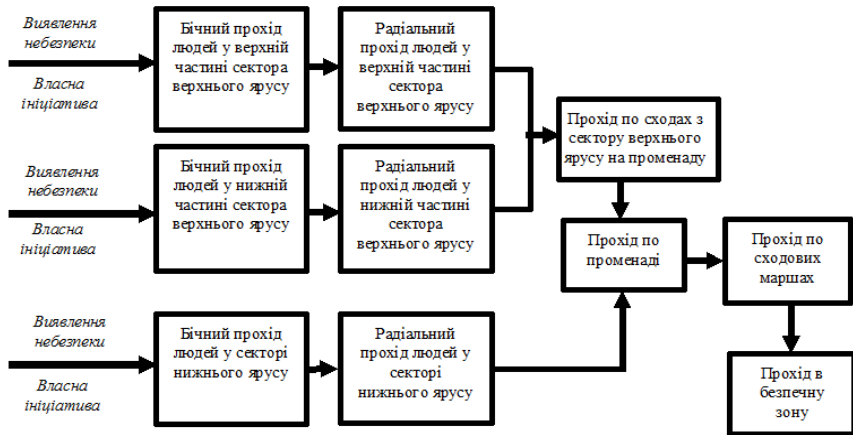 Виявлення
небезпеки
Власна
ініціатива
Бічний прохід
людей у верхній
частині сектора
верхнього ярусу
Радіальний
прохід людей у
верхній частині
сектора
верхнього ярусу
Прохід по сходах з
сектору верхнього
ярусу на променаду
Виявлення
небезпеки
Власна
ініціатива
Бічний прохід
людей у нижній
частині сектора
верхнього ярусу
Радіальний
прохід людей у
нижній частині
сектора
верхнього ярусу
Прохід по
променаді
Прохід по
сходових
маршах
Виявлення
небезпеки
Власна
ініціатива
Бічний прохід
людей у секторі
нижнього ярусу
Радіальний
прохід людей у
секторі
нижнього ярусу
Прохід в
безпечну
зону